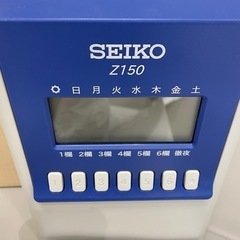 SEIKO
Z150
日 月 火 水 木 金 土
1欄 2欄 3欄 4欄 5欄 6欄 徹夜